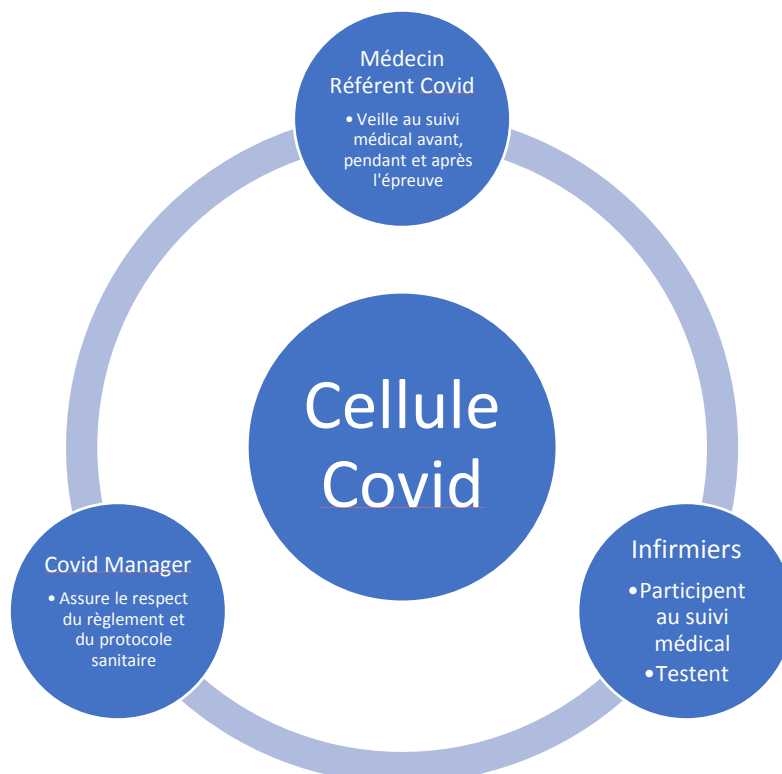 Médecin
Référent Covid
• Veille au suivi
médical avant,
pendant et après
l'épreuve
Cellule
Covid
Covid Manager
• Assure le respect
du règlement et
du protocole
sanitaire
Infirmiers
•Participent
au suivi
médical
•Testent